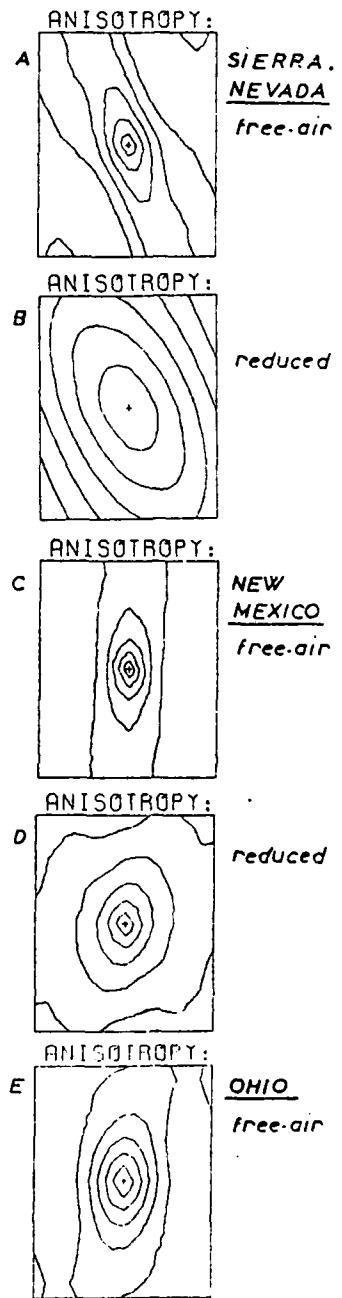 ANISOTROPY:
A
SIERRA.
NEVADA
free-air
ANISOTROPY:
B
reduced
ANISOTROPY:
C
NEW
MEXICO
free-air
ANISOTROPY:
D
reduced
ANISOTROPY:
E
OHIO
free-air